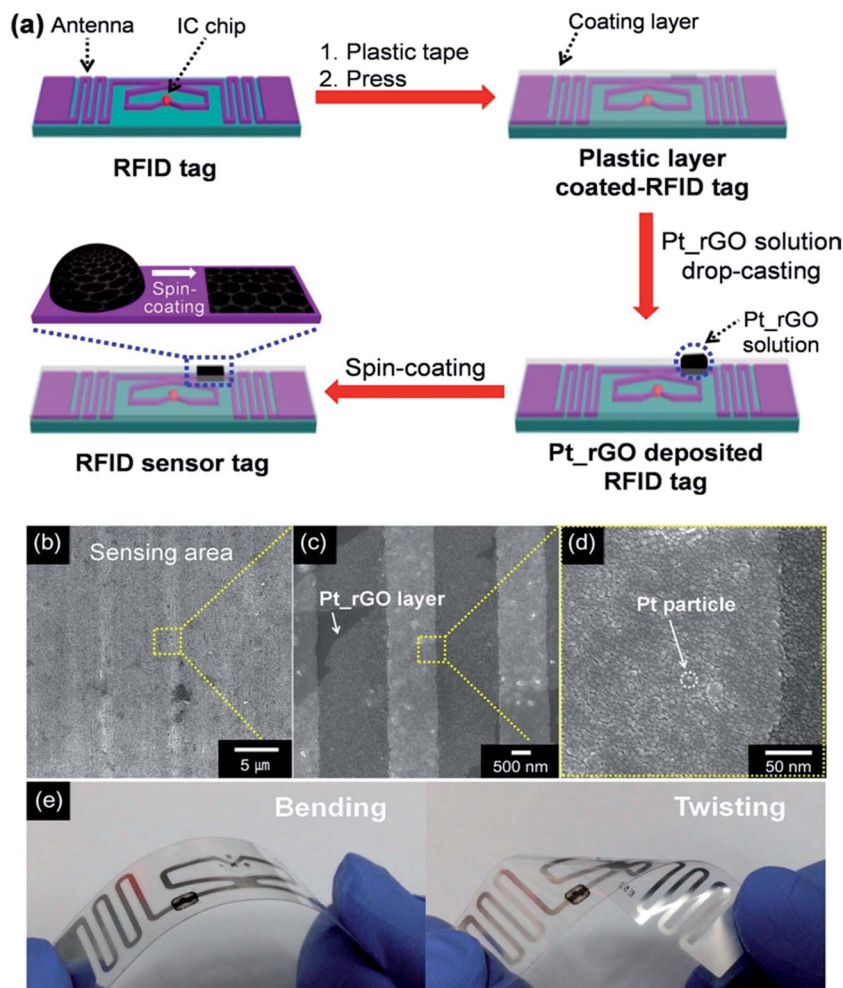 (a)
Antenna
IC chip
1. Plastic tape
2. Press
Coating layer
RFID tag
Plastic layer
coated-RFID tag
Pt_rGO solution
drop-casting
Spin-
coating
Pt_rGO
solution
Spin-coating
RFID sensor tag
Pt_rGO deposited
RFID tag
(b)
Sensing area
5 μm
(c)
Pt_rGO layer
500 nm
(d)
Pt particle
50 nm
(e)
Bending
Twisting